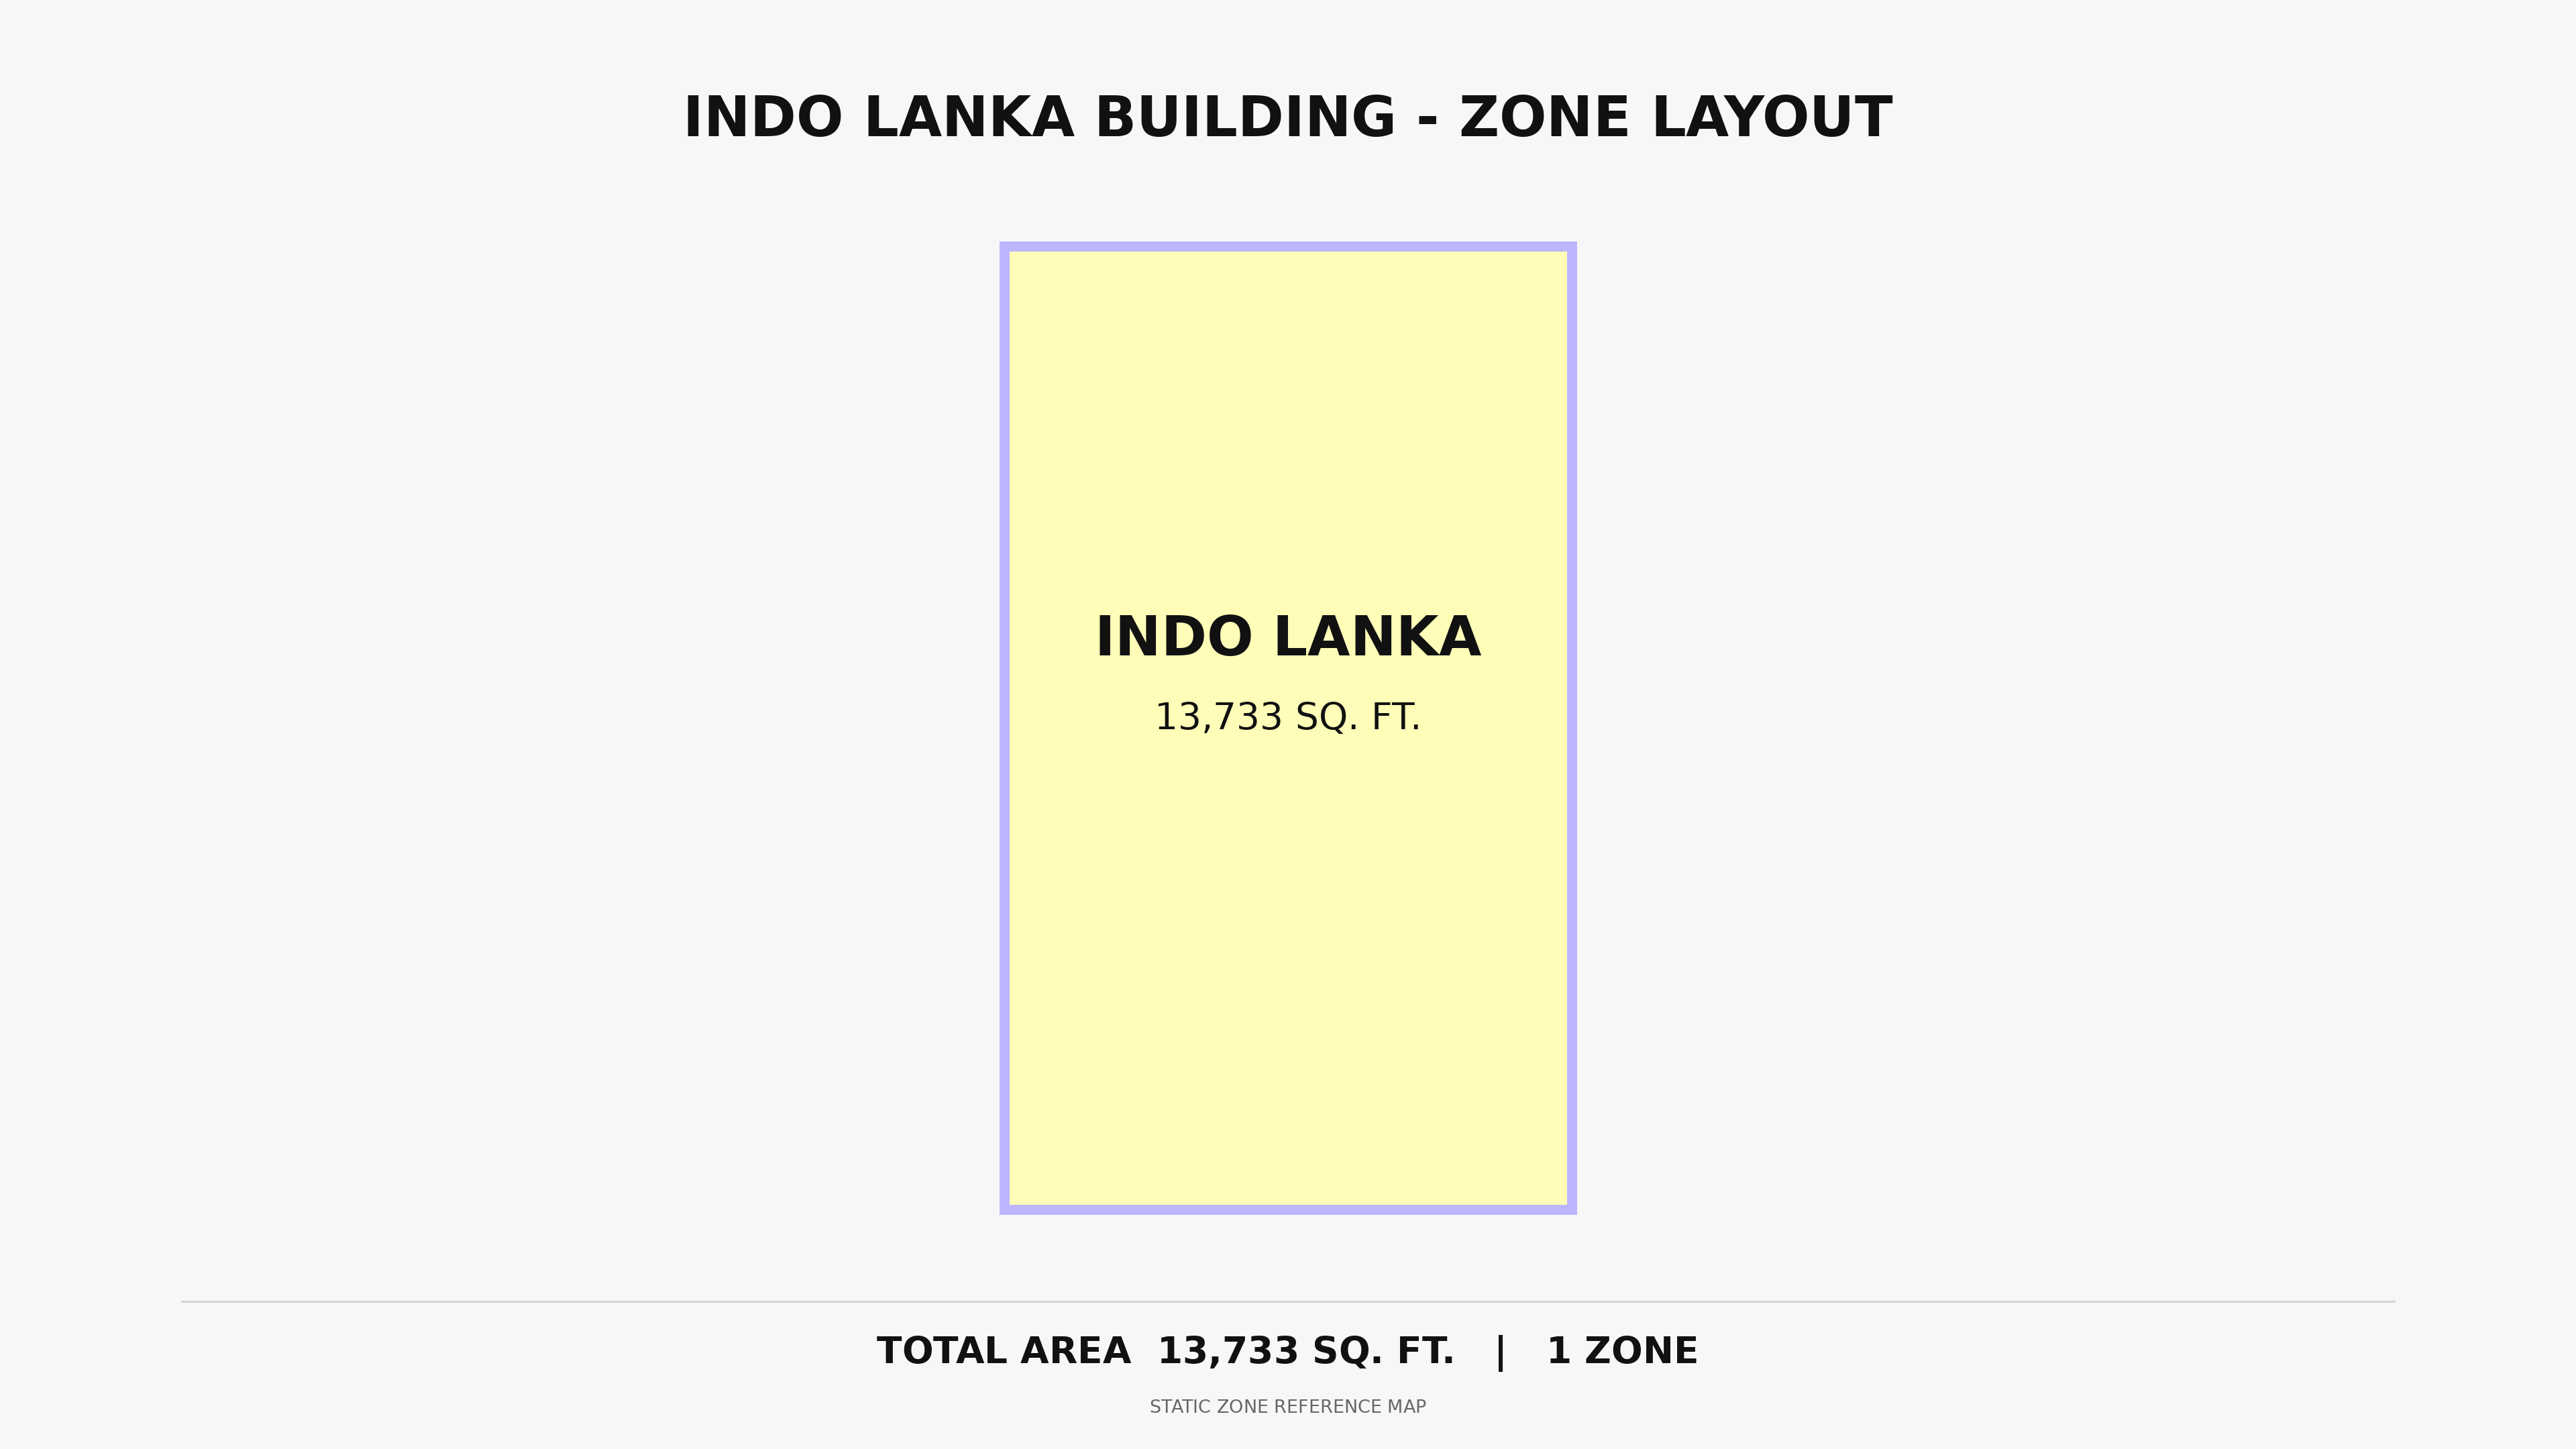 INDO LANKA BUILDING - ZONE LAYOUT
INDO LANKA
13,733 SQ. FT.
TOTAL AREA 13,733 SQ. FT. | 1 ZONE
STATIC ZONE REFERENCE MAP